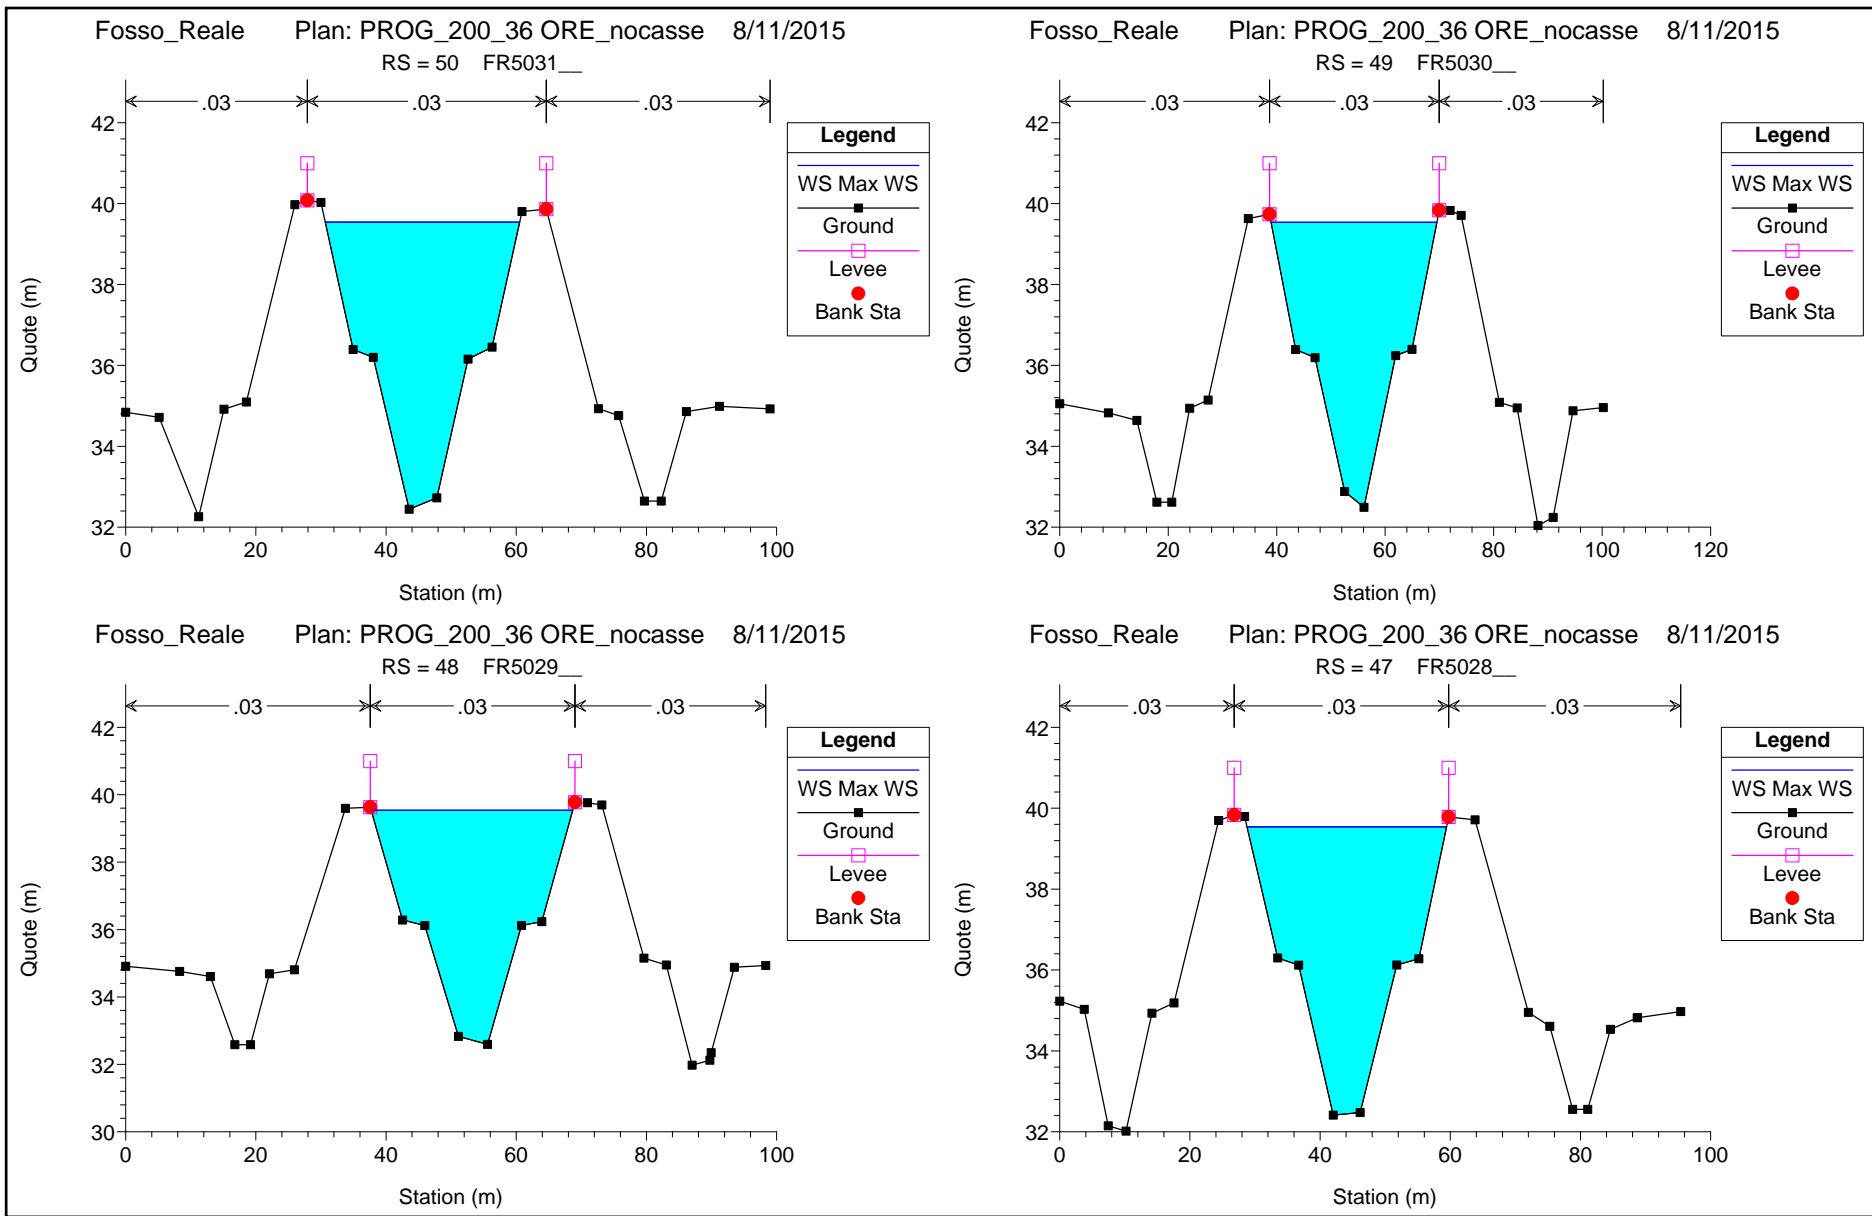 Fosso_Reale Plan: PROG_200_36 ORE_nocasse 8/11/2015
RS = 50 FR5031__
.03 .03 .03
42
40
38
36
34
32
0 20 40 60 80 100
Station (m)
Quote (m)
Legend
WS Max WS
Ground
Levee
Bank Sta
Fosso_Reale Plan: PROG_200_36 ORE_nocasse 8/11/2015
RS = 49 FR5030__
.03 .03 .03
42
40
38
36
34
32
0 20 40 60 80 100 120
Station (m)
Quote (m)
Legend
WS Max WS
Ground
Levee
Bank Sta
Fosso_Reale Plan: PROG_200_36 ORE_nocasse 8/11/2015
RS = 48 FR5029__
.03 .03 .03
42
40
38
36
34
32
30
0 20 40 60 80 100
Station (m)
Quote (m)
Legend
WS Max WS
Ground
Levee
Bank Sta
Fosso_Reale Plan: PROG_200_36 ORE_nocasse 8/11/2015
RS = 47 FR5028__
.03 .03 .03
42
40
38
36
34
32
0 20 40 60 80 100
Station (m)
Quote (m)
Legend
WS Max WS
Ground
Levee
Bank Sta